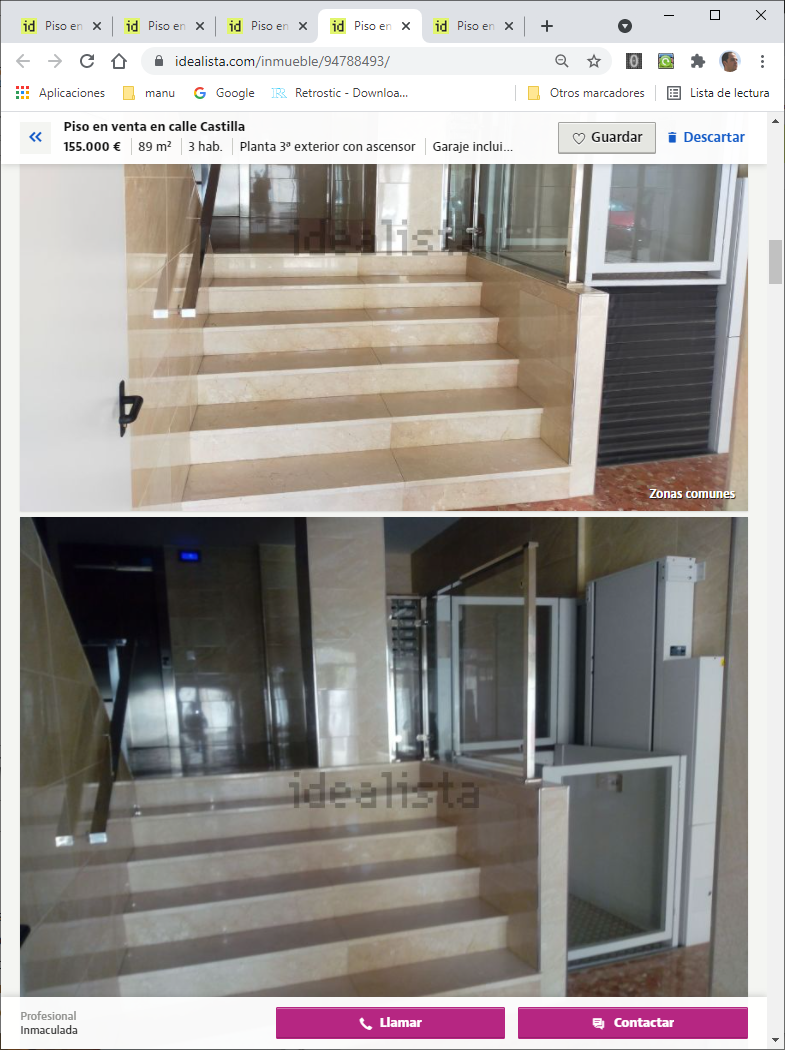 id Piso en id Piso en id Piso en id Piso en id Piso en
idealista.com/inmueble/94788493/
Aplicaciones manu Google Retrostic - Downloa... Otros marcadores Lista de lectura
Piso en venta en calle Castilla
155.000 € 89 m² 3 hab. Planta 3ª exterior con ascensor Garaje inclui... Guardar Descartar
idealista
Zonas comunes
idealista
Profesional
Inmaculada
Llamar Contactar